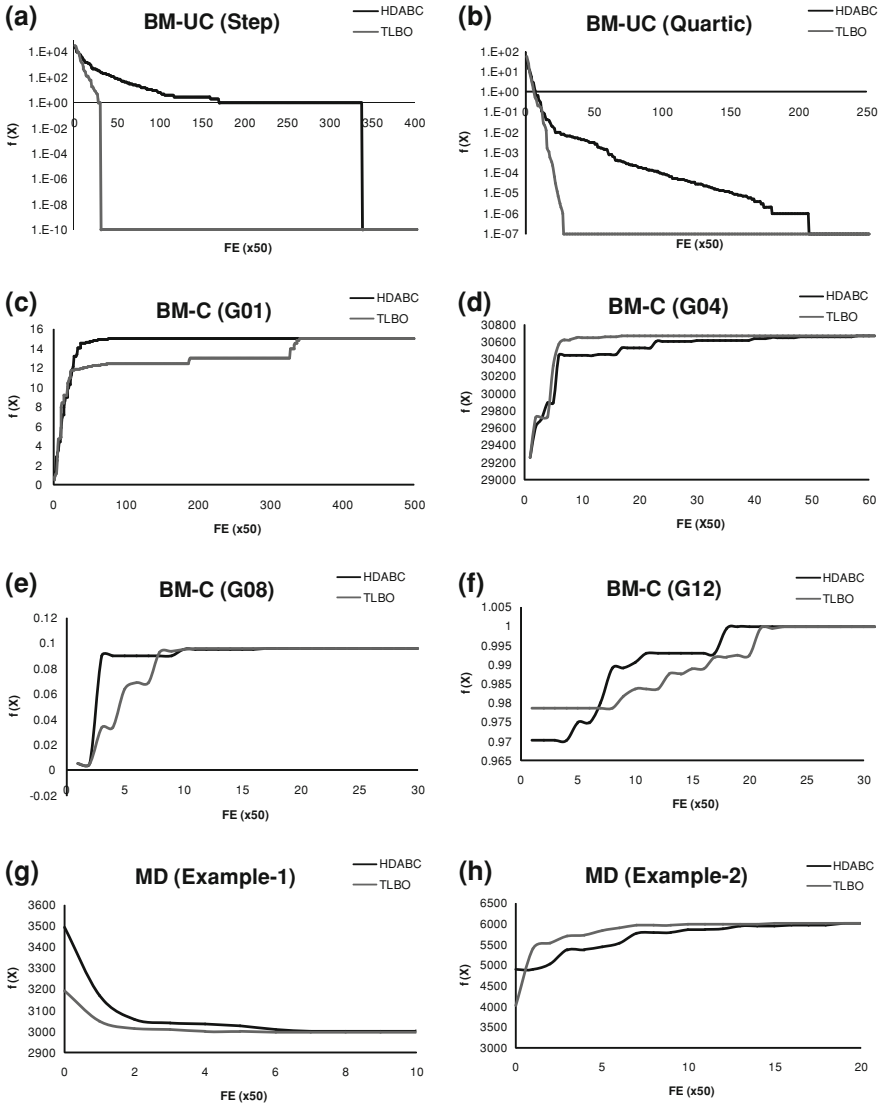 (a)
BM-UC (Step)
HDABC
TLBO
1.E+04
1.E+02
1.E+00
1.E-02
1.E-04
1.E-06
1.E-08
1.E-10
0 50 100 150 200 250 300 350 400
f (X)
FE (x50)
(b)
BM-UC (Quartic)
HDABC
TLBO
1.E+02
1.E+01
1.E+00
1.E-01
1.E-02
1.E-03
1.E-04
1.E-05
1.E-06
1.E-07
0 50 100 150 200 250
f (X)
FE (x50)
(c)
BM-C (G01)
HDABC
TLBO
16
14
12
10
8
6
4
2
0
0 100 200 300 400 500
f (X)
FE (x50)
(d)
BM-C (G04)
HDABC
TLBO
30800
30600
30400
30200
30000
29800
29600
29400
29200
29000
0 10 20 30 40 50 60
f (X)
FE (X50)
(e)
BM-C (G08)
HDABC
TLBO
0.12
0.1
0.08
0.06
0.04
0.02
0
-0.02
0 5 10 15 20 25 30
f (X)
FE (x50)
(f)
BM-C (G12)
HDABC
TLBO
1.005
1
0.995
0.99
0.985
0.98
0.975
0.97
0.965
0 5 10 15 20 25 30
f (X)
FE (x50)
(g)
MD (Example-1)
HDABC
TLBO
3600
3500
3400
3300
3200
3100
3000
2900
0 2 4 6 8 10
f (X)
FE (x50)
(h)
MD (Example-2)
HDABC
TLBO
6500
6000
5500
5000
4500
4000
3500
3000
0 5 10 15 20
f (X)
FE (x50)